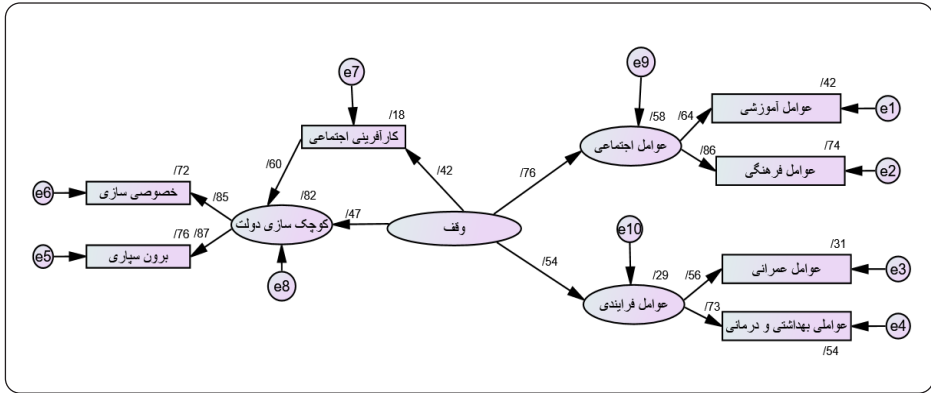 e9
e7
/42
/18
/58
/64
عوامل آموزشی
e1
کارآفرینی اجتماعی
عوامل اجتماعی
/72
/60
/42
/76
/86
/74
e6
خصوصی سازی
/85
/82
عوامل فرهنگی
e2
کوچک سازی دولت
/47
وقف
e10
/76
/87
/31
e5
برون سپاری
/54
/29
/56
عوامل عمرانی
e3
e8
عوامل فرایندی
/73
عواملی بهداشتی و درمانی
e4
/54